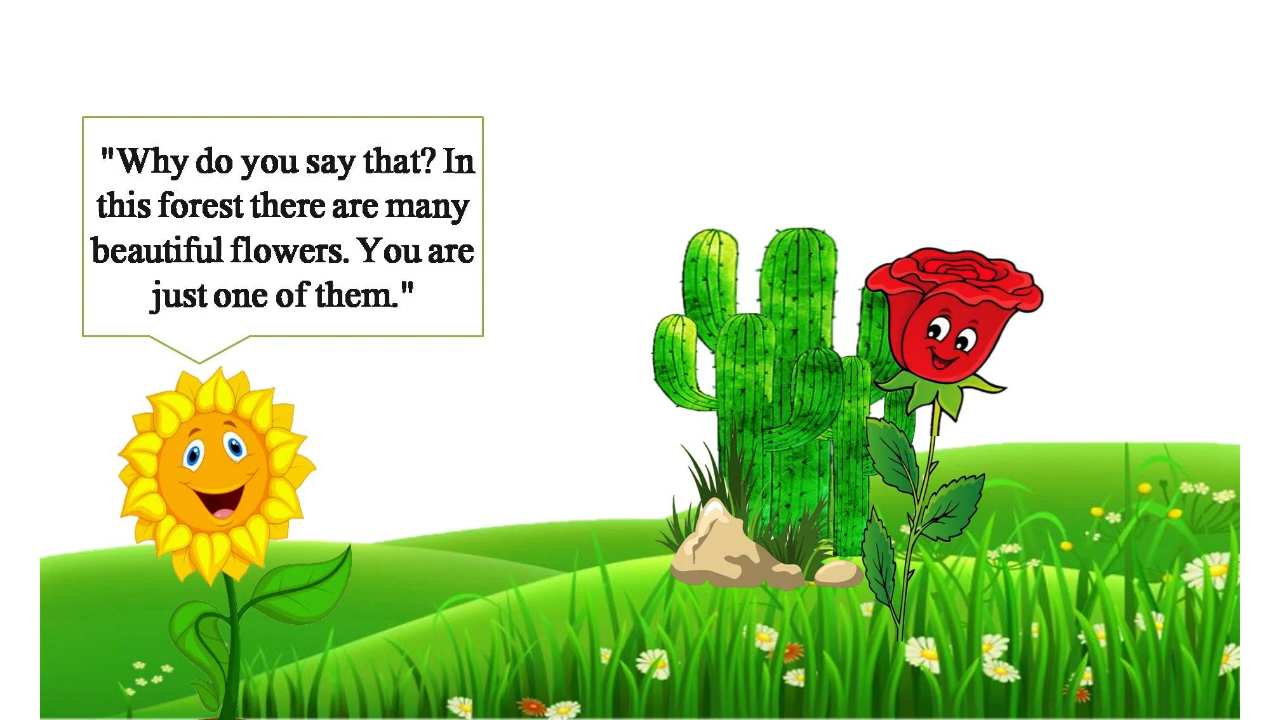 "Why do you say that? In
this forest there are many
beautiful flowers. You are
just one of them."